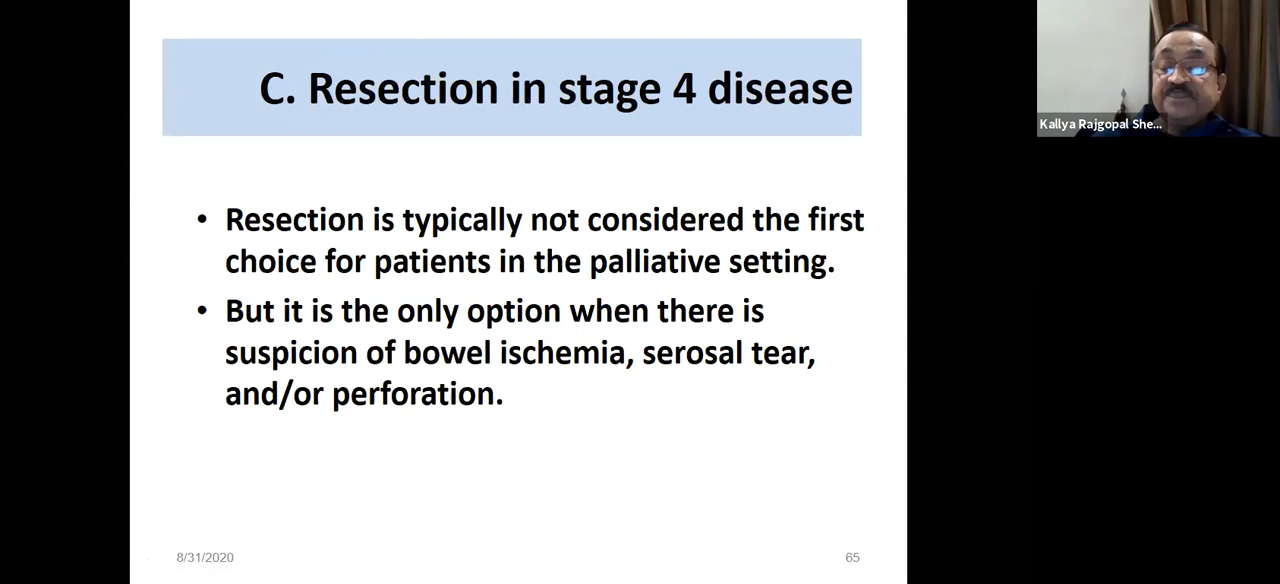 C. Resection in stage 4 disease
• Resection is typically not considered the first
choice for patients in the palliative setting.
• But it is the only option when there is
suspicion of bowel ischemia, serosal tear,
and/or perforation.
8/31/2020
65
Kallya Rajgopal She...